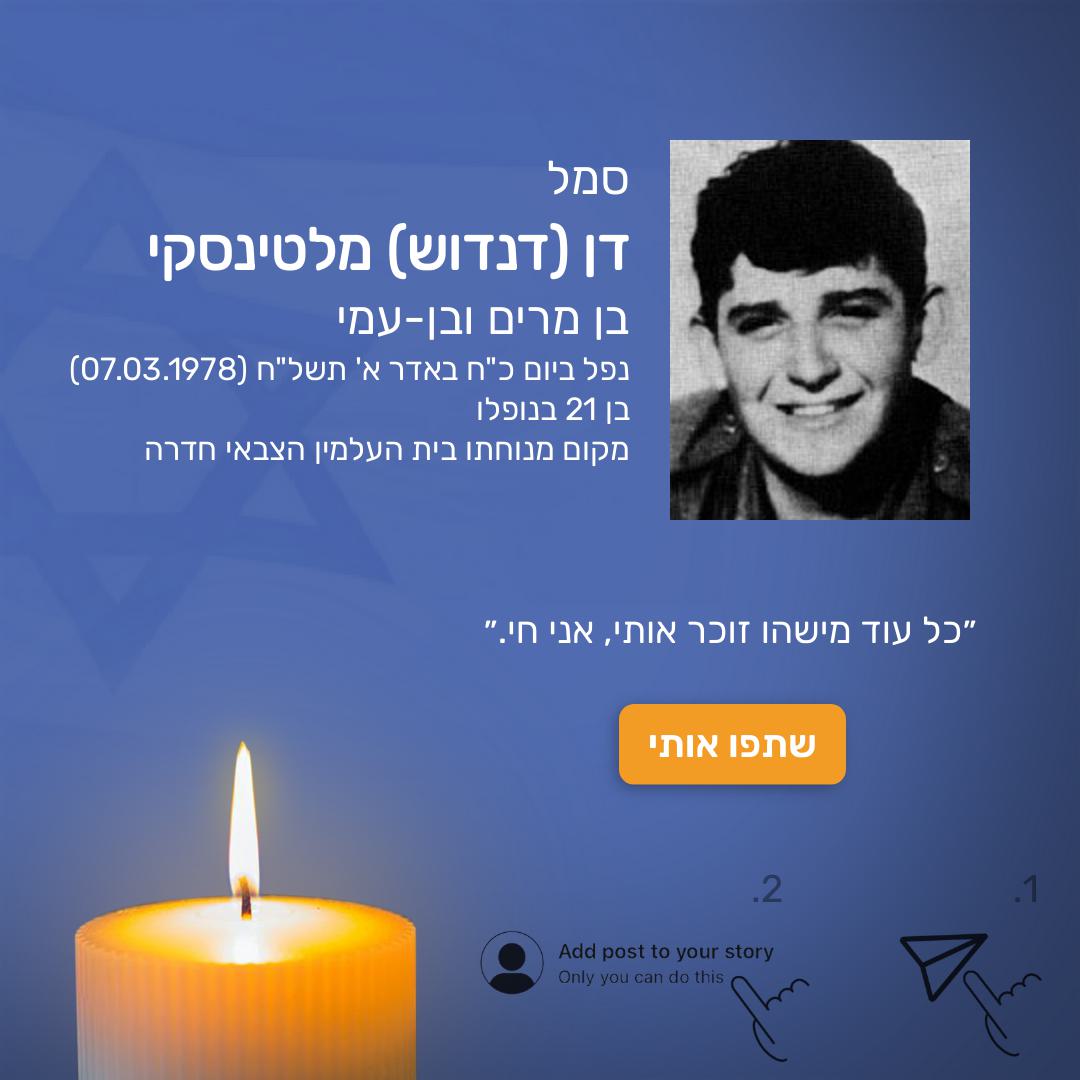 סמל
דן (דנדוש) מלטינסקי
בן מרים ובן-עמי
נפל ביום כ"ח באדר א' תשל"ח (07.03.1978)
בן 21 בנופלו
מקום מנוחתו בית העלמין הצבאי חדרה
״כל עוד מישהו זוכר אותי, אני חי.״
שתפו אותי
.1
.2
Add post to your story
Only you can do this